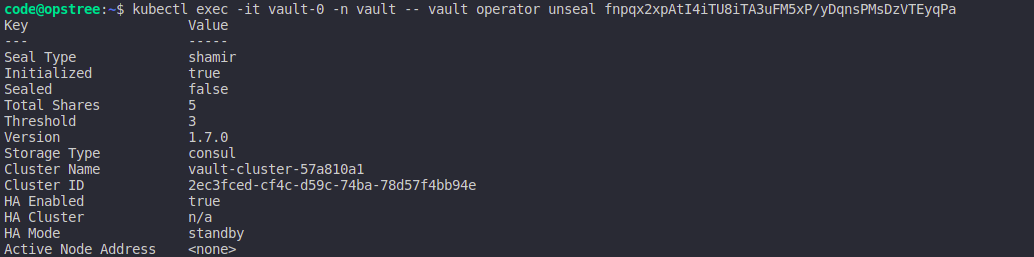 code@opstree:~$ kubectl exec -it vault-0 -n vault -- vault operator unseal fnpqx2xpAtI4iTU8iTA3uFM5xP/yDqnsPMsDzVTEyqPa
Key Value
--- -----
Seal Type shamir
Initialized true
Sealed false
Total Shares 5
Threshold 3
Version 1.7.0
Storage Type consul
Cluster Name vault-cluster-57a810a1
Cluster ID 2ec3fced-cf4c-d59c-74ba-78d57f4bb94e
HA Enabled true
HA Cluster n/a
HA Mode standby
Active Node Address <none>